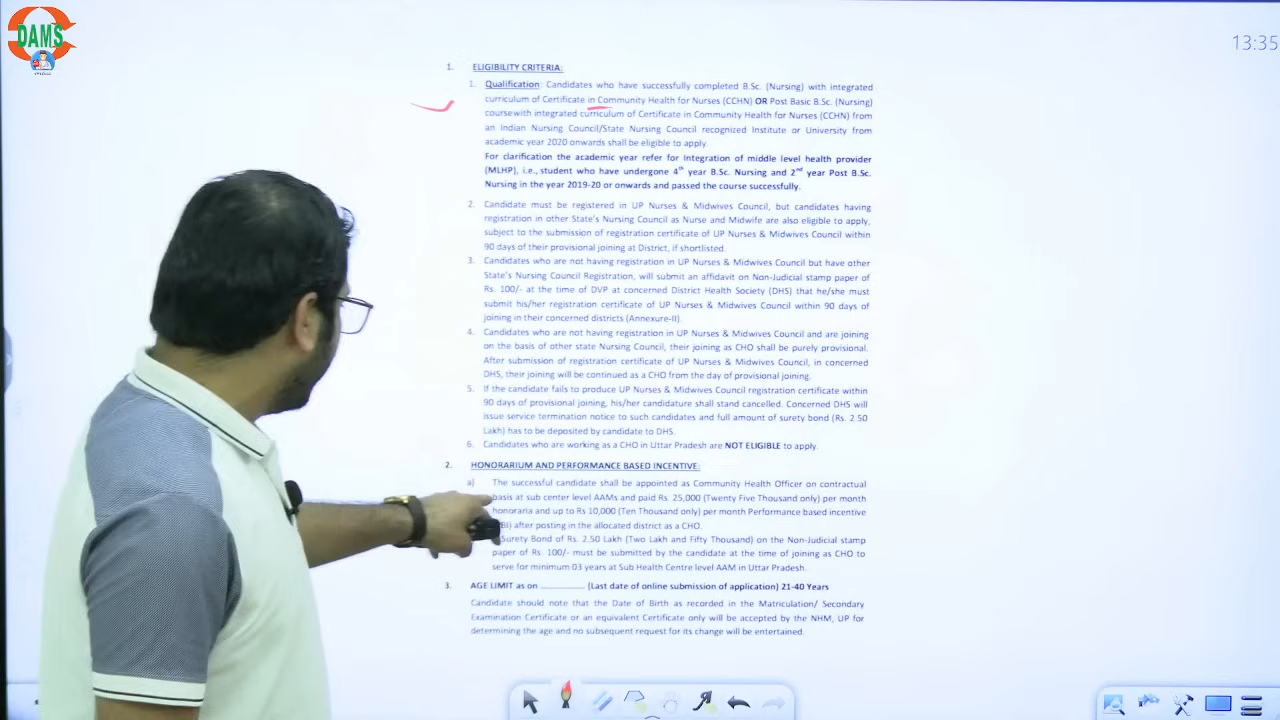 DAMS
13:35
1. ELIGIBILITY CRITERIA:
1. Qualification: Candidates who have successfully completed B.Sc. (Nursing) with integrated
curriculum of Certificate in Community Health for Nurses (CCHN) OR Post Basic B.Sc. (Nursing)
coursewith integrated curriculum of Certificate in Community Health for Nurses (CCHN) from
an Indian Nursing Council/State Nursing Council recognized Institute or University from
academic year 2020 onwards shall be eligible to apply.
For clarification the academic year refer for Integration of middle level health provider
(MLHP), i.e., student who have undergone 4th year B.Sc. Nursing and 2nd year Post B.Sc.
Nursing in the year 2019-20 or onwards and passed the course successfully.
2. Candidate must be registered in UP Nurses & Midwives Council, but candidates having
registration in other State's Nursing Council as Nurse and Midwife are also eligible to apply,
subject to the submission of registration certificate of UP Nurses & Midwives Council within
90 days of their provisional joining at District, if shortlisted.
3. Candidates who are not having registration in UP Nurses & Midwives Council but have other
State's Nursing Council Registration, will submit an affidavit on Non-Judicial stamp paper of
Rs. 100/- at the time of DVP at concerned District Health Society (DHS) that he/she must
submit his/her registration certificate of UP Nurses & Midwives Council within 90 days of
joining in their concerned districts (Annexure-II).
4. Candidates who are not having registration in UP Nurses & Midwives Council and are joining
on the basis of other state Nursing Council, their joining as CHO shall be purely provisional.
After submission of registration certificate of UP Nurses & Midwives Council, in concerned
DHS, their joining will be continued as a CHO from the day of provisional joining.
5. If the candidate fails to produce UP Nurses & Midwives Council registration certificate within
90 days of provisional joining, his/her candidature shall stand cancelled. Concerned DHS will
issue service termination notice to such candidates and full amount of surety bond (Rs. 2.50
Lakh) has to be deposited by candidate to DHS.
6. Candidates who are working as a CHO in Uttar Pradesh are NOT ELIGIBLE to apply.
2. HONORARIUM AND PERFORMANCE BASED INCENTIVE:
a) The successful candidate shall be appointed as Community Health Officer on contractual
basis at sub center level AAMs and paid Rs. 25,000 (Twenty Five Thousand only) per month
honoraria and up to Rs 10,000 (Ten Thousand only) per month Performance based incentive
BI) after posting in the allocated district as a CHO.
Surety Bond of Rs. 2.50 Lakh (Two Lakh and Fifty Thousand) on the Non-Judicial stamp
paper of Rs. 100/- must be submitted by the candidate at the time of joining as CHO to
serve for minimum 03 years at Sub Health Centre level AAM in Uttar Pradesh.
3. AGE LIMIT as on .................. (Last date of online submission of application) 21-40 Years
Candidate should note that the Date of Birth as recorded in the Matriculation/ Secondary
Examination Certificate or an equivalent Certificate only will be accepted by the NHM, UP for
determining the age and no subsequent request for its change will be entertained.